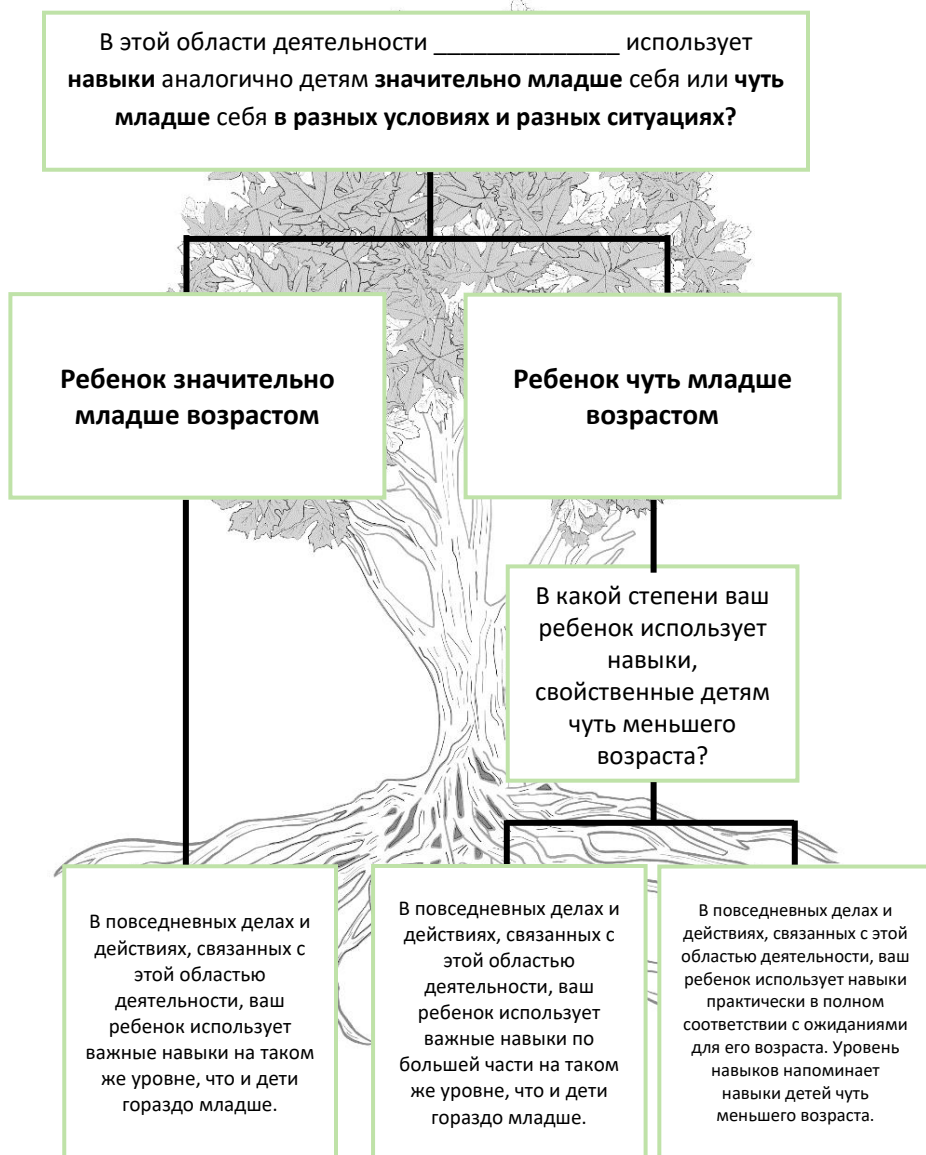 В этой области деятельности ______________ использует
навыки аналогично детям значительно младше себя или чуть
младше себя в разных условиях и разных ситуациях?
Ребенок значительно
младше возрастом
Ребенок чуть младше
возрастом
В какой степени ваш
ребенок использует
навыки,
свойственные детям
чуть меньшего
возраста?
В повседневных делах и
действиях, связанных с
этой областью
деятельности, ваш
ребенок использует
важные навыки на таком
же уровне, что и дети
гораздо младше.
В повседневных делах и
действиях, связанных с
этой областью
деятельности, ваш
ребенок использует
важные навыки по
большей части на таком
же уровне, что и дети
гораздо младше.
В повседневных делах и
действиях, связанных с этой
областью деятельности, ваш
ребенок использует навыки
практически в полном
соответствии с ожиданиями
для его возраста. Уровень
навыков напоминает
навыки детей чуть
меньшего возраста.